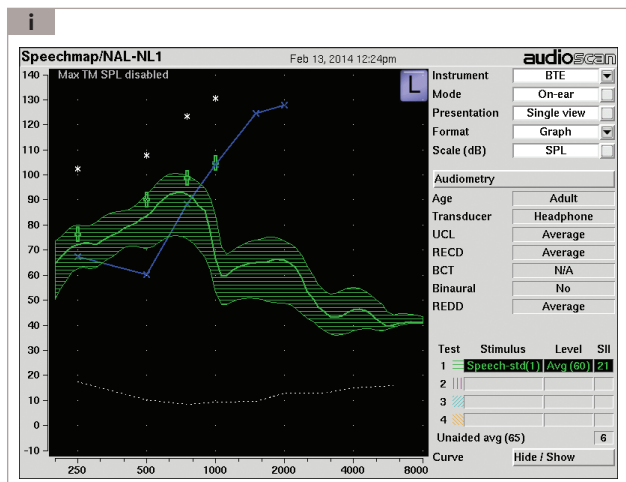 i
Speechmap/NAL-NL1 Feb 13, 2014 12:24pm audioscan
Max TM SPL disabled
L
140
130
120
110
100
90
80
70
60
50
40
30
20
10
0
-10
250 500 1000 2000 4000 8000
Instrument BTE
Mode On-ear
Presentation Single view
Format Graph
Scale (dB) SPL
Audiometry
Age Adult
Transducer Headphone
UCL Average
RECD Average
BCT N/A
Binaural No
REDD Average
Test Stimulus Level SII
1 Speech-std(1) Avg (60) 21
2
3
4
Unaided avg (65) 6
Curve Hide / Show